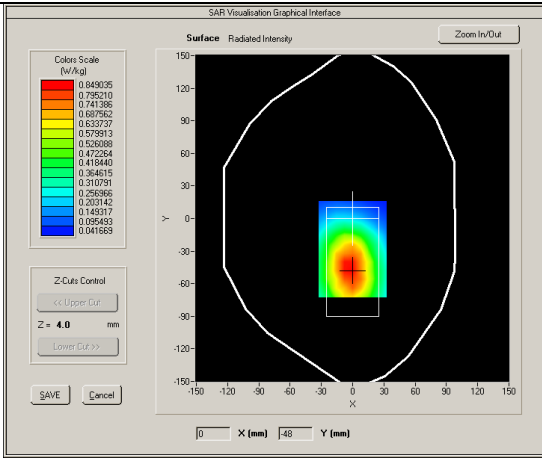 SAR Visualisation Graphical Interface
Surface Radiated Intensity
Zoom In/Out
Colors Scale
(W/kg)
0.849035
0.795210
0.741386
0.687562
0.633737
0.579913
0.526088
0.472264
0.418440
0.364615
0.310791
0.256966
0.203142
0.149317
0.095493
0.041669
Z-Cuts Control
<< Upper Cut
Z = 4.0 mm
Lower Cut >>
SAVE
Cancel
150
120
90
60
30
0
-30
-60
-90
-120
-150
Y
-150 -120 -90 -60 -30 0 30 60 90 120 150
X
0 X (mm) -48 Y (mm)